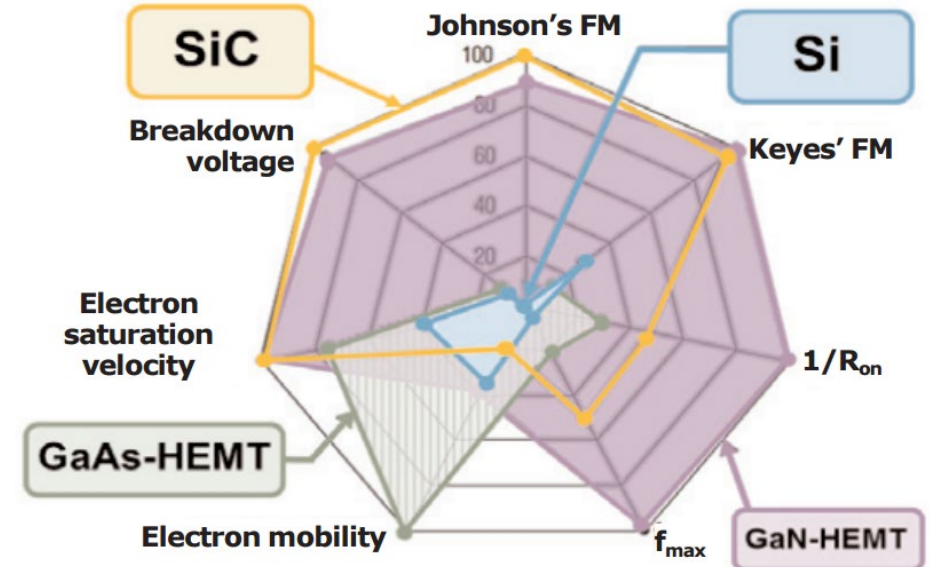 Johnson's FM
SiC
Si
100
Breakdown
voltage
80
Keyes' FM
60
40
20
Electron
saturation
velocity
1/Ron
GaAs-HEMT
Electron mobility
fmax
GaN-HEMT